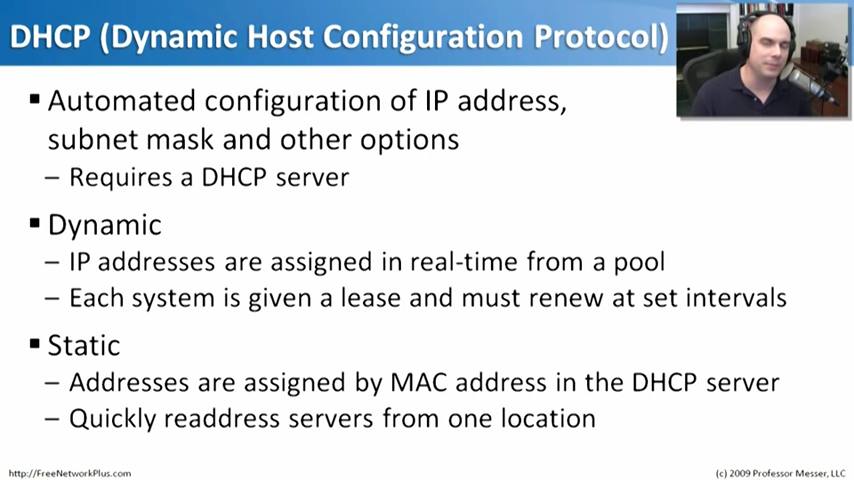 DHCP (Dynamic Host Configuration Protocol)
▪ Automated configuration of IP address,
subnet mask and other options
– Requires a DHCP server
▪ Dynamic
– IP addresses are assigned in real-time from a pool
– Each system is given a lease and must renew at set intervals
▪ Static
– Addresses are assigned by MAC address in the DHCP server
– Quickly readdress servers from one location
http://FreeNetworkPlus.com
(c) 2009 Professor Messer, LLC